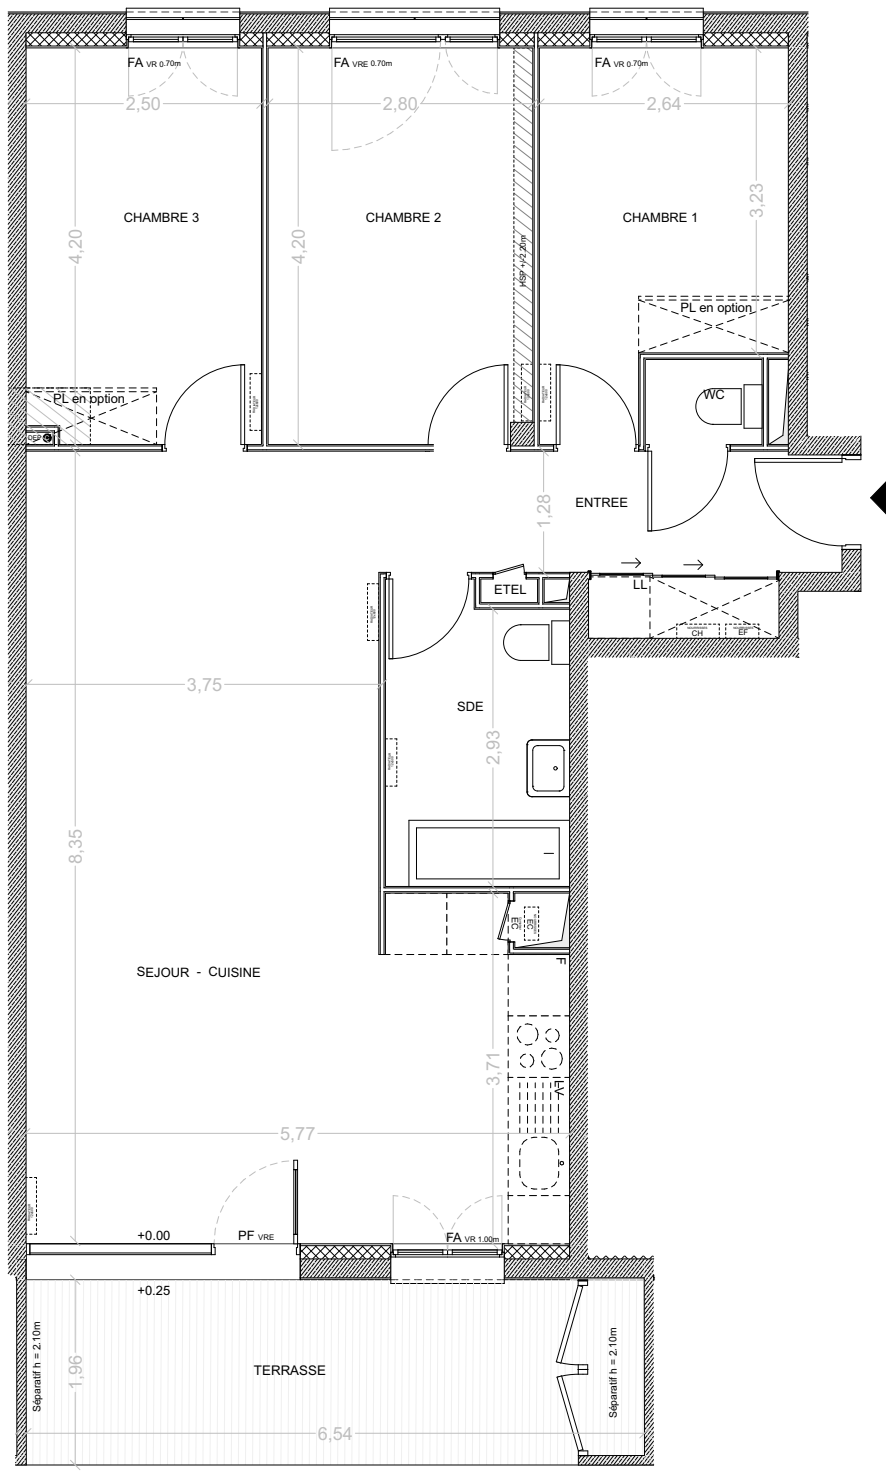 FA VR 0.70m
FA VRE 0.70m
FA VR 0.70m
2,50
2,80
2,64
CHAMBRE 3
CHAMBRE 2
CHAMBRE 1
3,23
4,20
4,20
HSP +/- 2.20m
PL en option
PL en option
WC
DEP
1,28
ENTREE
ETEL
LL
CH
EF
3,75
SDE
2,93
8,35
EC
EC
SEJOUR - CUISINE
F
3,71
LV
5,77
+0.00
PF VRE
FA VR 1.00m
+0.25
Séparatif h = 2.10m
1,96
TERRASSE
Séparatif h = 2.10m
6,54